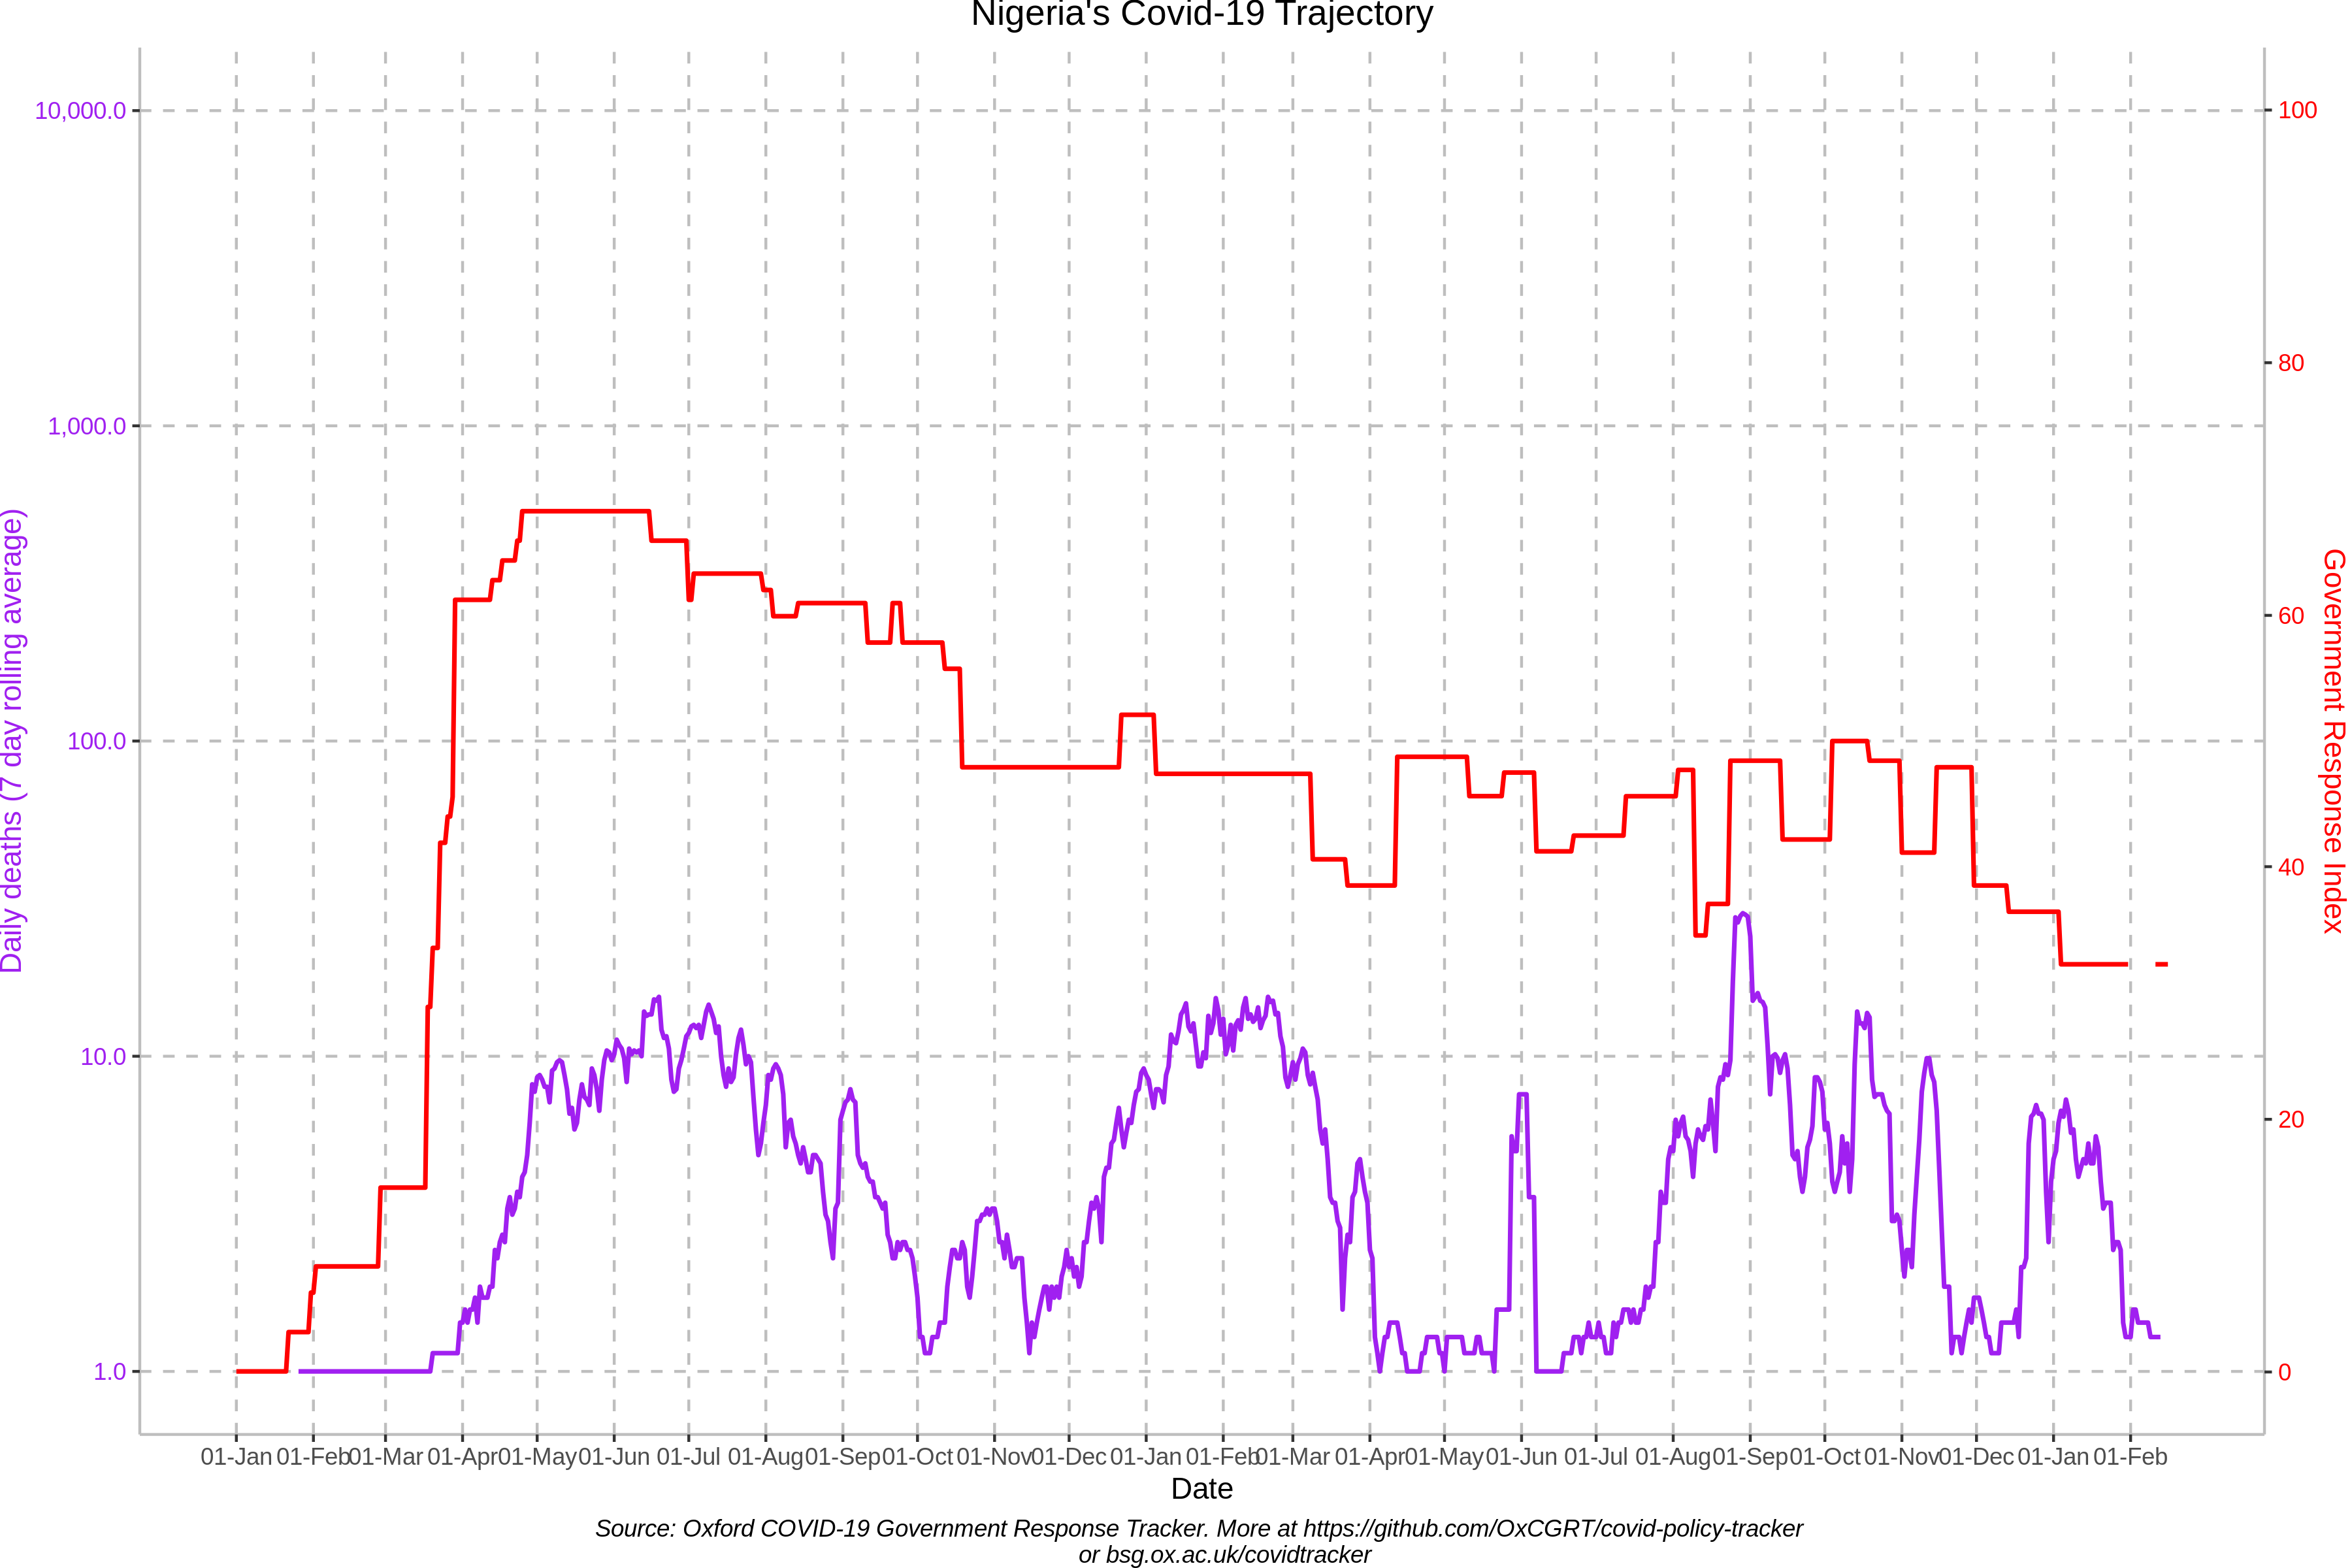 Nigeria's Covid-19 Trajectory
10,000.0
1,000.0
100.0
10.0
1.0
Daily deaths (7 day rolling average)
100
80
60
40
20
0
Government Response Index
01-Jan 01-Feb 01-Mar 01-Apr 01-May 01-Jun 01-Jul 01-Aug 01-Sep 01-Oct 01-Nov 01-Dec 01-Jan 01-Feb 01-Mar 01-Apr 01-May 01-Jun 01-Jul 01-Aug 01-Sep 01-Oct 01-Nov 01-Dec 01-Jan 01-Feb
Date
Source: Oxford COVID-19 Government Response Tracker. More at https://github.com/OxCGRT/covid-policy-tracker
or bsg.ox.ac.uk/covidtracker